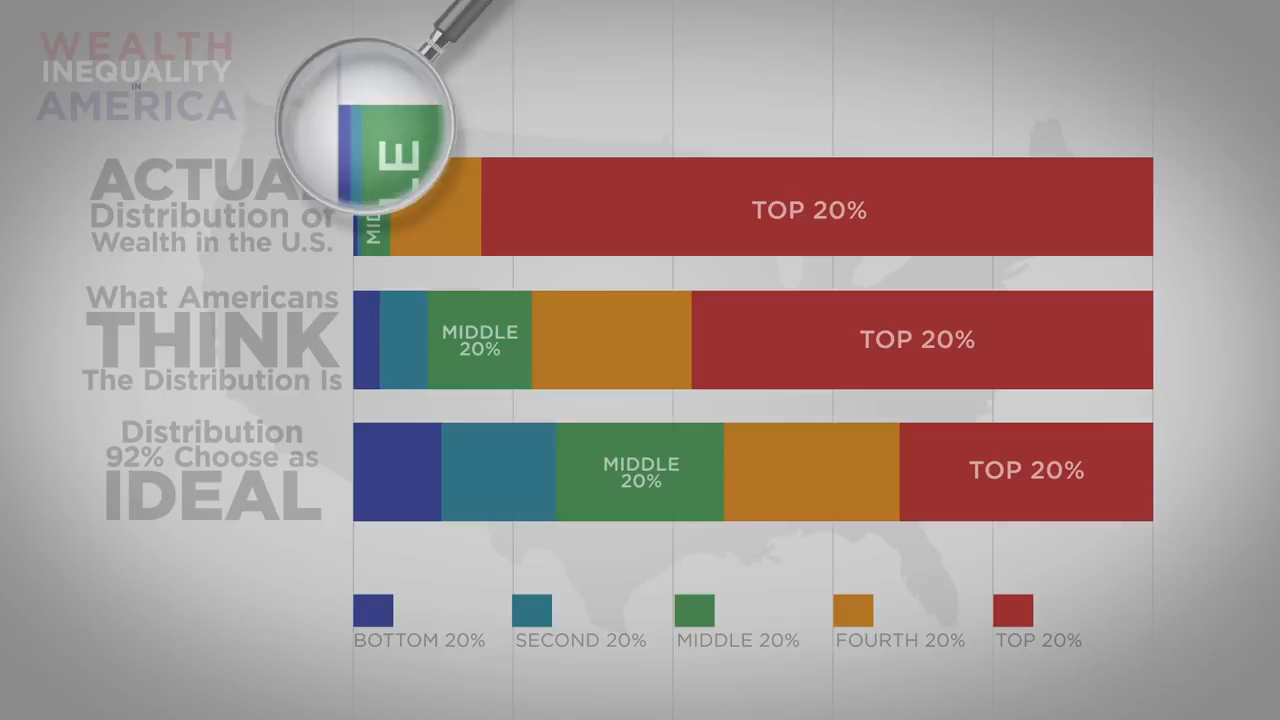 WEALTH
INEQUALITY
IN
AMERICA
ACTUAL
Distribution of
Wealth in the U.S.
TOP 20%
What Americans
THINK
The Distribution Is
MIDDLE
20%
TOP 20%
Distribution
92% Choose as
IDEAL
MIDDLE
20%
TOP 20%
BOTTOM 20%
SECOND 20%
MIDDLE 20%
FOURTH 20%
TOP 20%